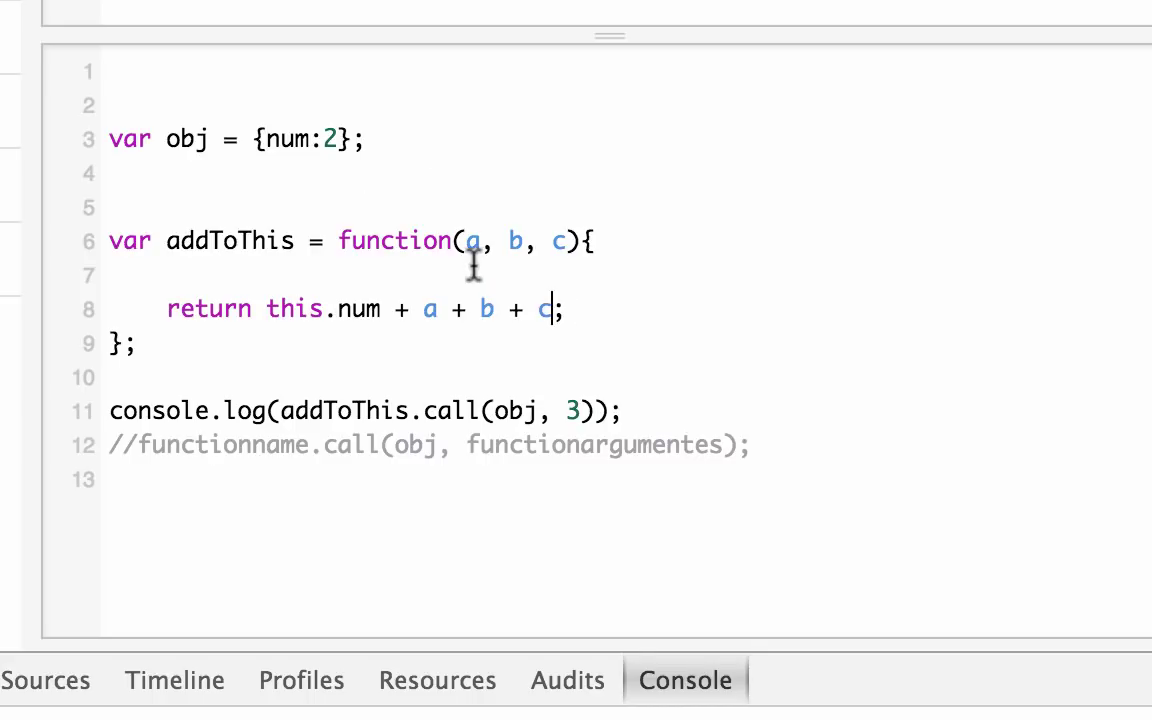 1
2
3 var obj = {num:2};
4
5
6 var addToThis = function(a, b, c){
7
8 return this.num + a + b + c;
9 };
10
11 console.log(addToThis.call(obj, 3));
12 //functionname.call(obj, functionargumentes);
13
Sources Timeline Profiles Resources Audits Console